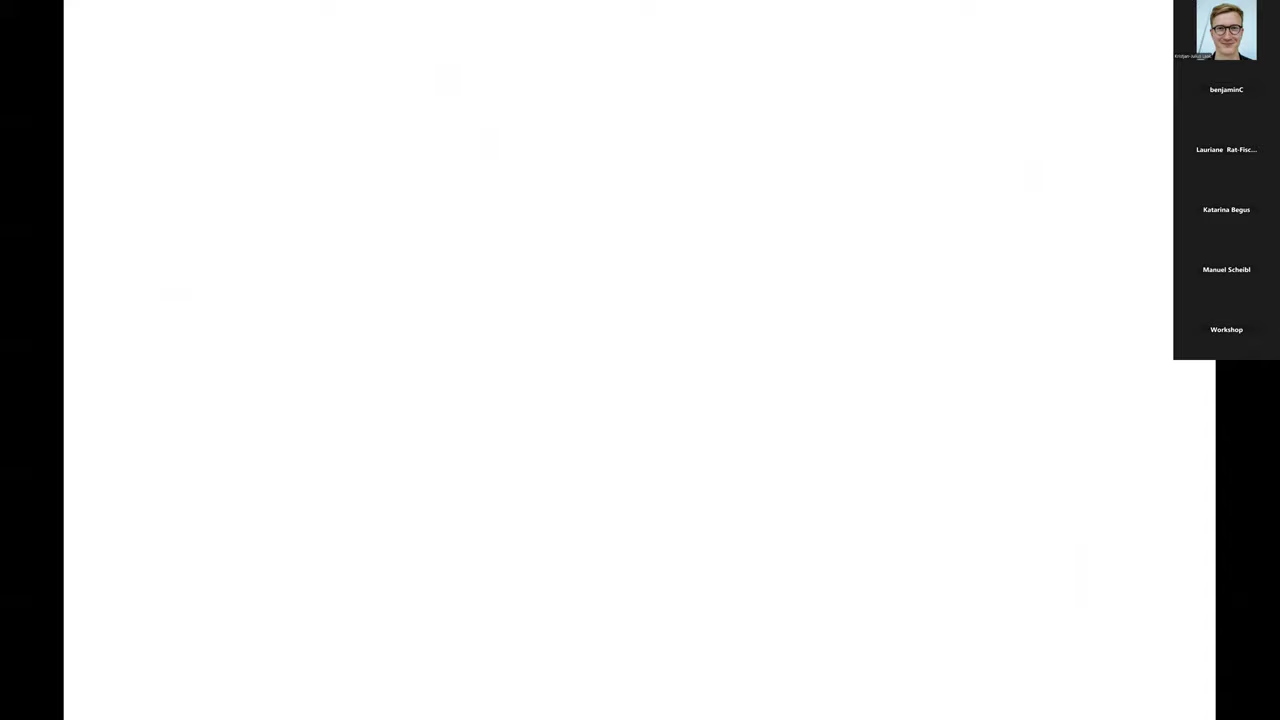 benjaminC
Lauriane Rat-Fisc...
Katarina Begus
Manuel Scheibl
Workshop